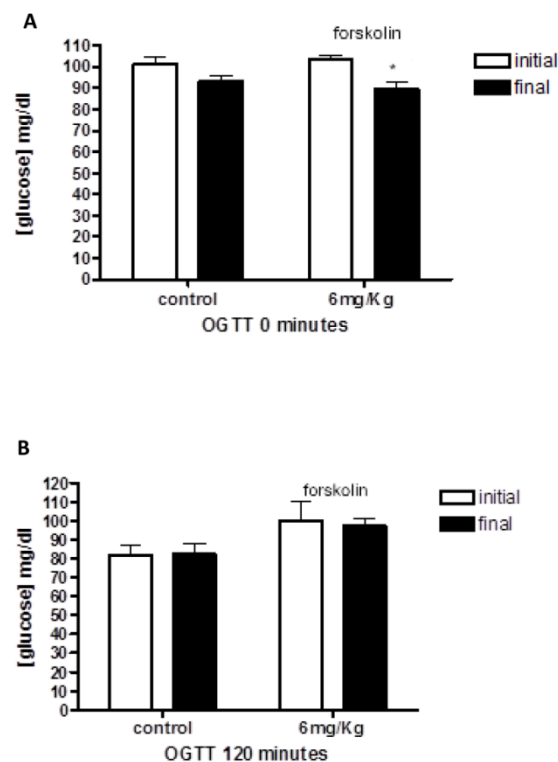 A
forskolin
110
100
90
80
70
60
50
40
30
20
10
0
[glucose] mg/dl
*
initial
final
control 6mg/Kg
OGTT 0 minutes
B
forskolin
120
110
100
90
80
70
60
50
40
30
20
10
0
[glucose] mg/dl
initial
final
control 6mg/Kg
OGTT 120 minutes